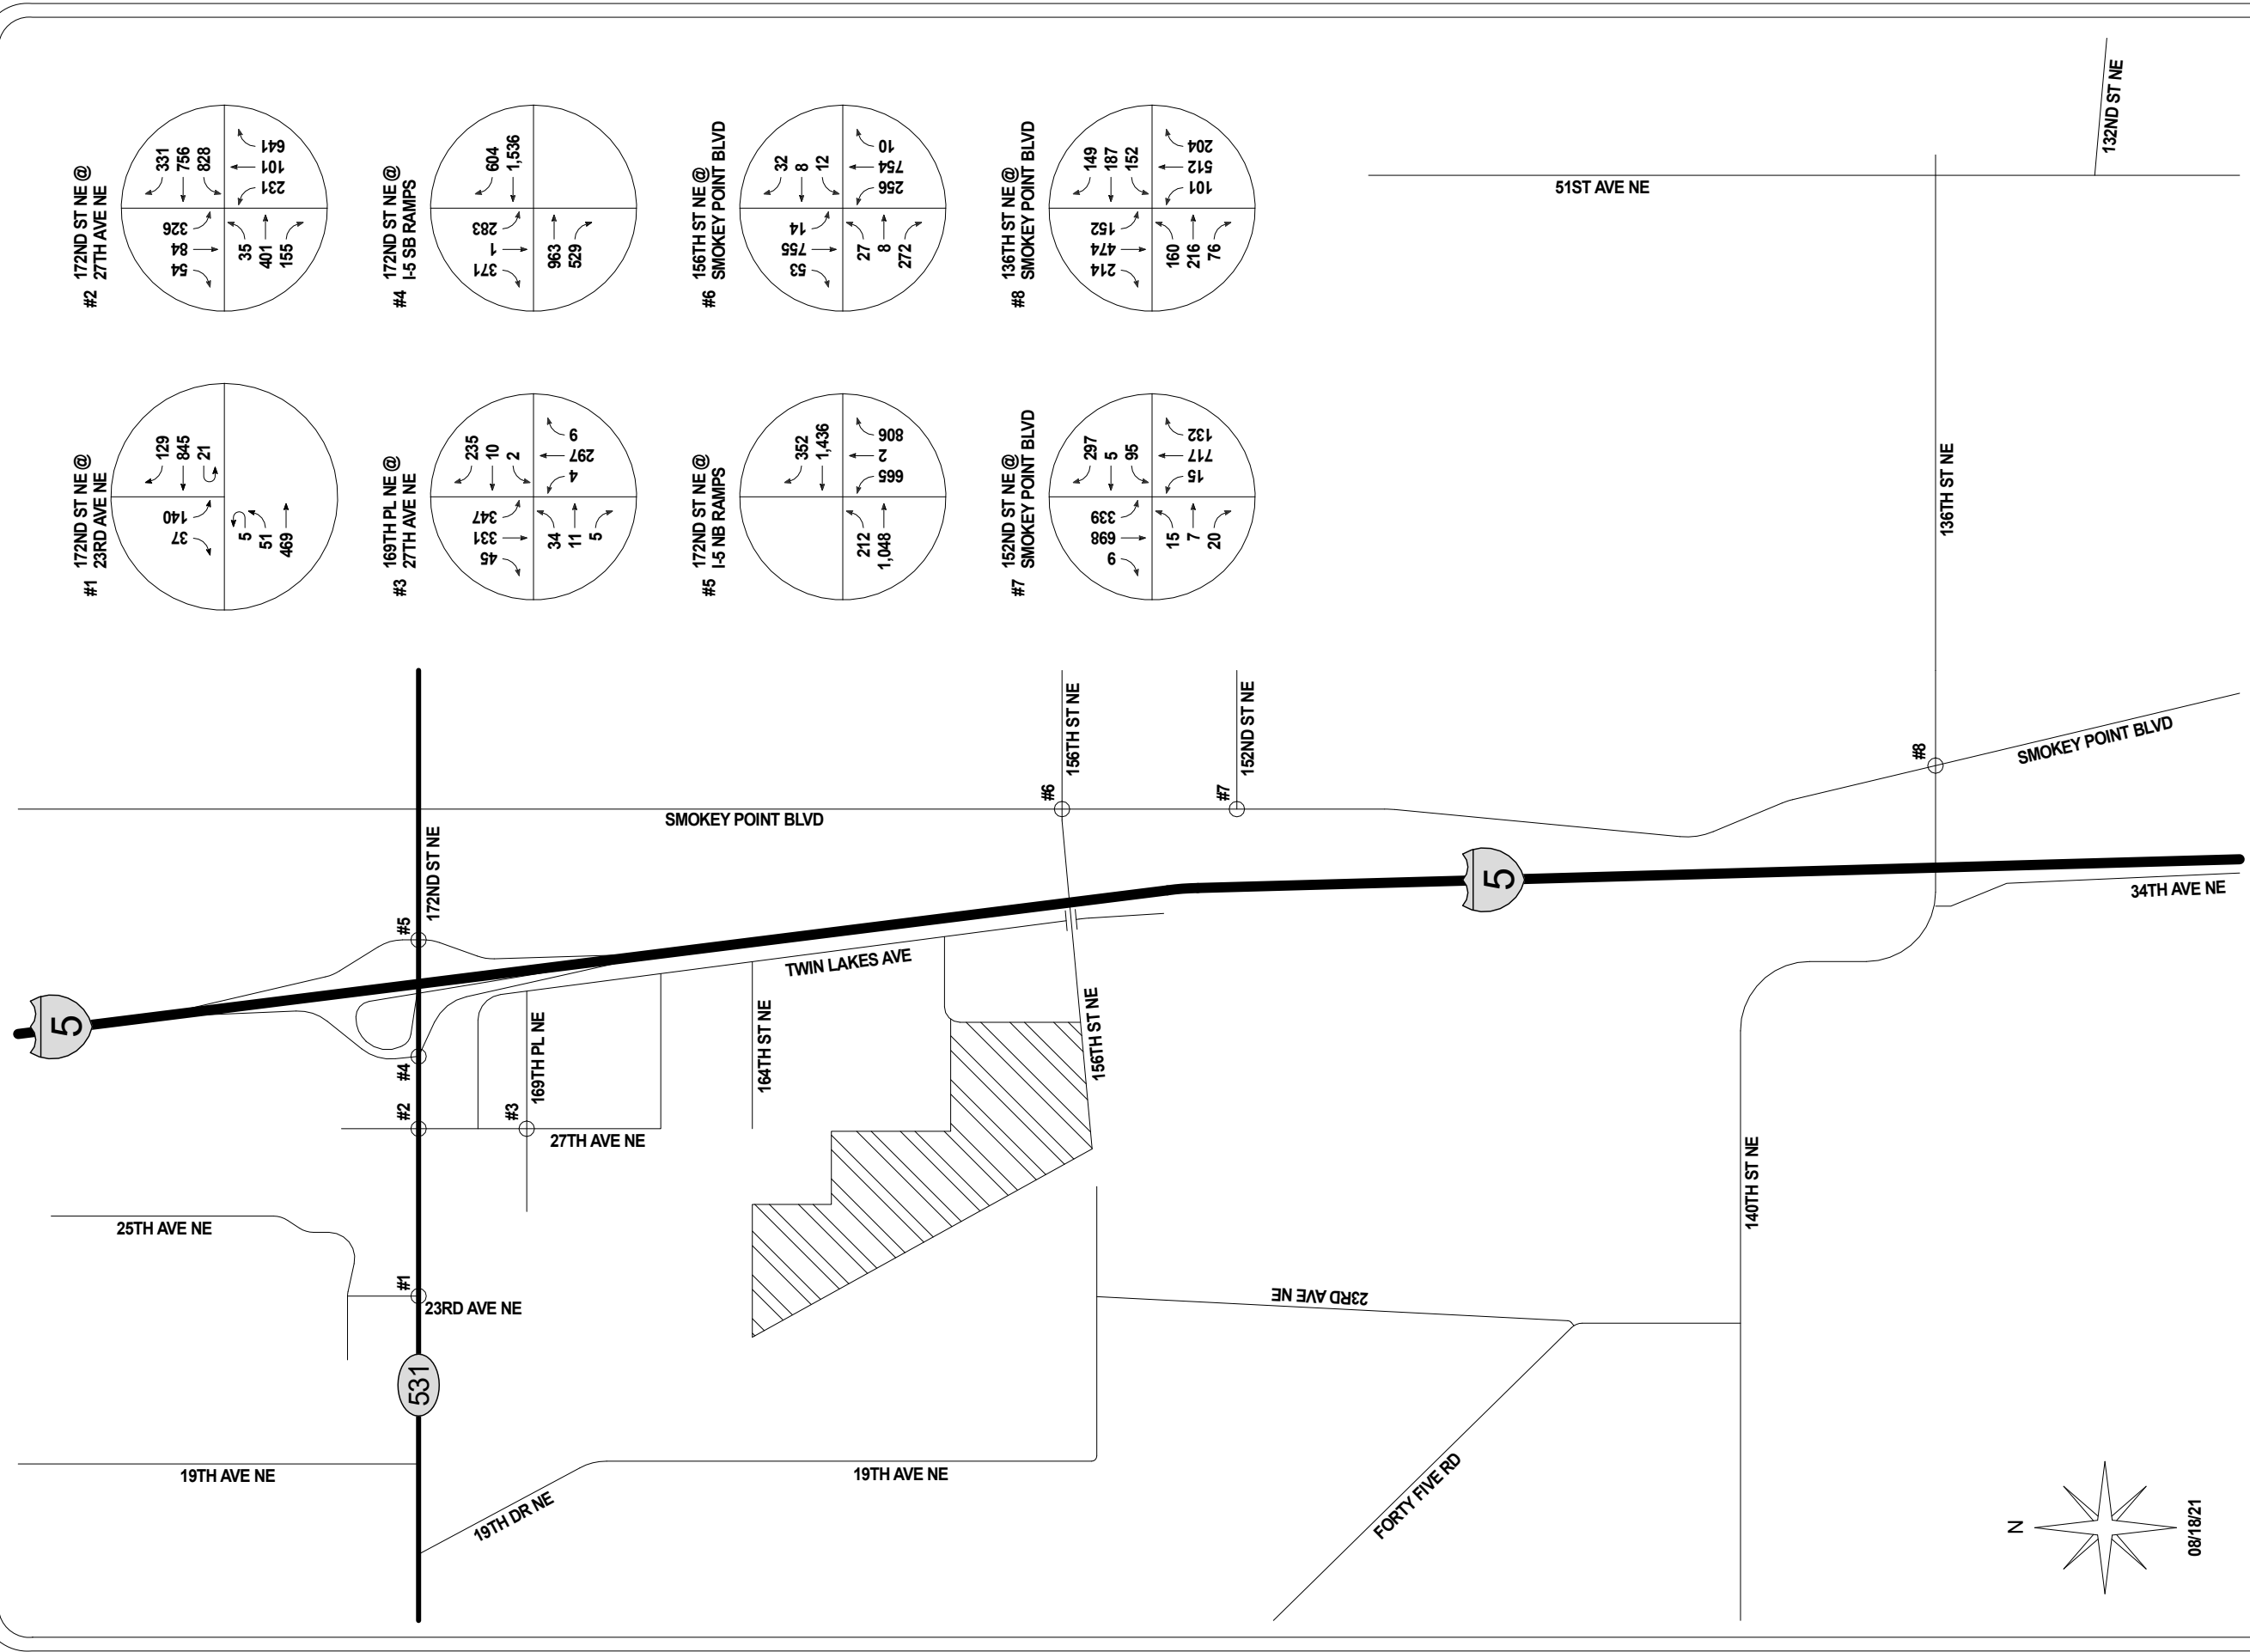 #2 172ND ST NE @
27TH AVE NE
331
756
828
641
101
231
326
84
54
35
401
155
#4 172ND ST NE @
I-5 SB RAMPS
604
1,536
283
1
371
963
529
#6 156TH ST NE @
SMOKEY POINT BLVD
32
8
12
10
754
256
14
755
53
27
8
272
#8 136TH ST NE @
SMOKEY POINT BLVD
149
187
152
204
512
101
152
474
214
160
216
76
#1 172ND ST NE @
23RD AVE NE
129
845
21
140
37
5
51
469
#3 169TH PL NE @
27TH AVE NE
235
10
2
6
297
4
347
331
45
34
11
5
#5 172ND ST NE @
I-5 NB RAMPS
352
1,436
806
2
665
212
1,048
#7 152ND ST NE @
SMOKEY POINT BLVD
297
5
95
132
717
15
339
698
6
15
7
20
132ND ST NE
51ST AVE NE
136TH ST NE
156TH ST NE
152ND ST NE
#8
SMOKEY POINT BLVD
#6
#7
SMOKEY POINT BLVD
172ND ST NE
#5
5
34TH AVE NE
TWIN LAKES AVE
5
#4
169TH PL NE
164TH ST NE
156TH ST NE
#2
#3
27TH AVE NE
140TH ST NE
25TH AVE NE
#1
23RD AVE NE
23RD AVE NE
531
19TH AVE NE
19TH AVE NE
19TH DR NE
FORTY FIVE RD
N
08/18/21